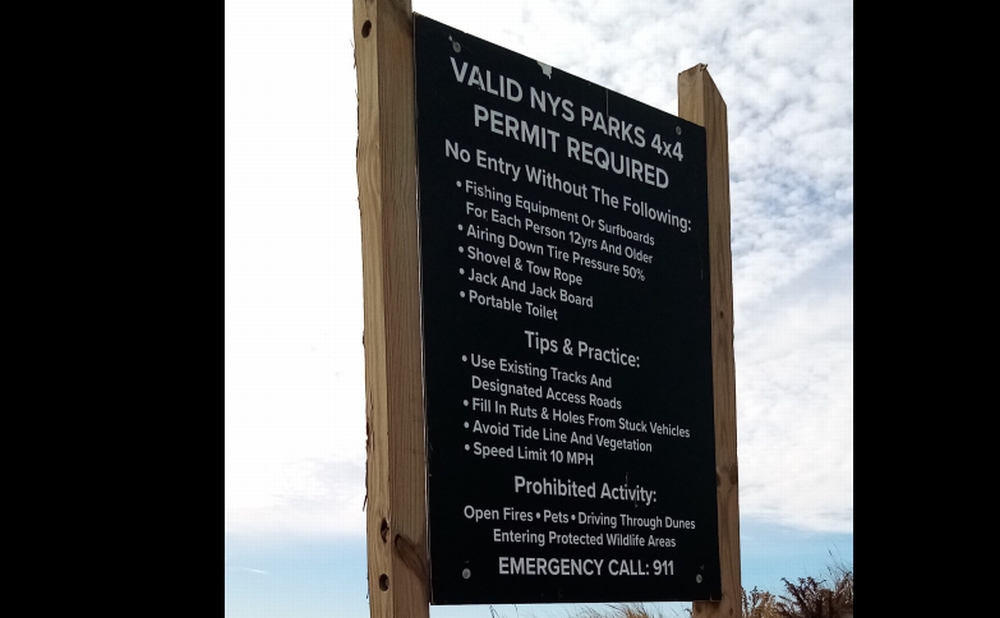 VALID NYS PARKS 4x4
PERMIT REQUIRED
No Entry Without The Following:
• Fishing Equipment Or Surfboards
For Each Person 12yrs And Older
• Airing Down Tire Pressure 50%
• Shovel & Tow Rope
• Jack And Jack Board
• Portable Toilet
Tips & Practice:
• Use Existing Tracks And
Designated Access Roads
• Fill In Ruts & Holes From Stuck Vehicles
• Avoid Tide Line And Vegetation
• Speed Limit 10 MPH
Prohibited Activity:
Open Fires • Pets • Driving Through Dunes
Entering Protected Wildlife Areas
EMERGENCY CALL: 911